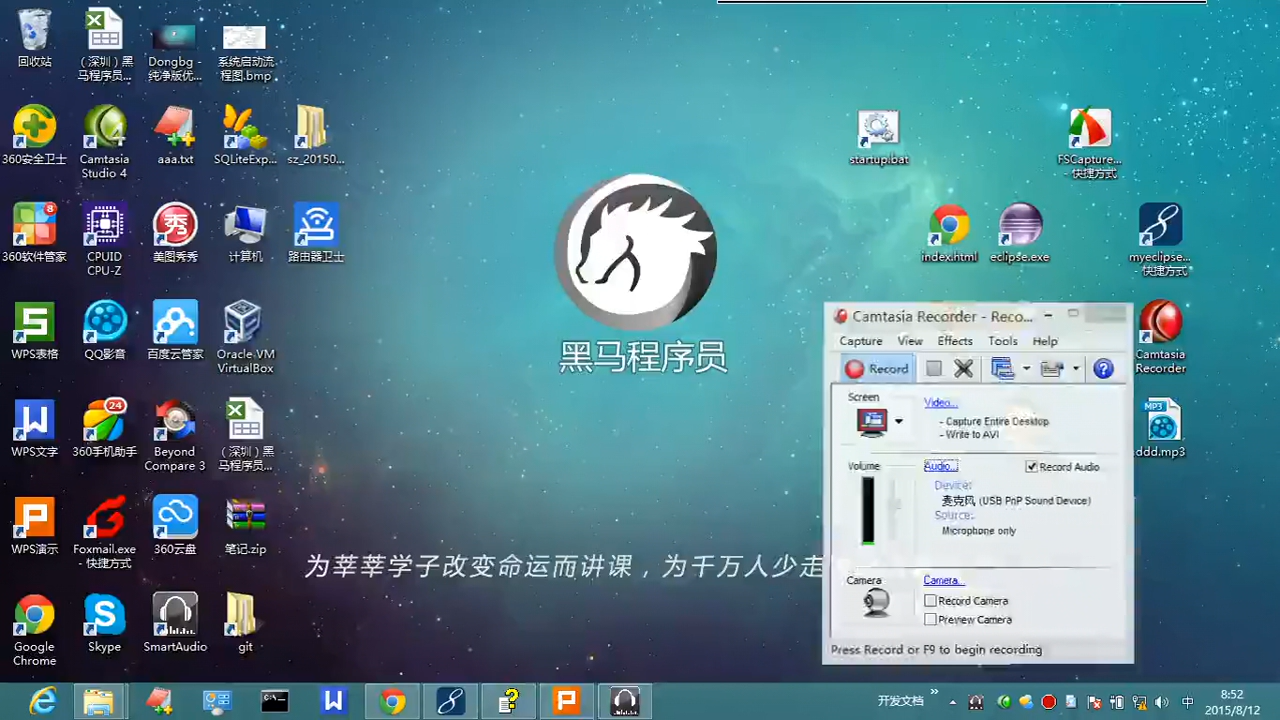 回收站
（深圳）黑
马程序员...
Dongbg -
纯净版优...
系统启动流
程图.bmp
360安全卫士
Camtasia
Studio 4
aaa.txt
SQLiteExp...
sz_20150...
startup.bat
FSCapture...
- 快捷方式
8
360软件管家
CPUID
CPU-Z
秀
美图秀秀
计算机
路由器卫士
index.html
eclipse.exe
myeclipse...
- 快捷方式
WPS表格
QQ影音
百度云管家
Oracle VM
VirtualBox
黑马程序员
Camtasia Recorder - Reco...
Capture
View
Effects
Tools
Help
Record
Screen
Video...
- Capture Entire Desktop
- Write to AVI
Volume
Audio...
Record Audio
Device:
麦克风 (USB PnP Sound Device)
Source:
Microphone only
Camera
Camera...
Record Camera
Preview Camera
Press Record or F9 to begin recording
Camtasia
Recorder
MP3
ddd.mp3
WPS文字
24
360手机助手
Beyond
Compare 3
（深圳）黑
马程序员...
WPS演示
Foxmail.exe
- 快捷方式
360云盘
笔记.zip
为莘莘学子改变命运而讲课，为千万人少走
Google
Chrome
Skype
SmartAudio
git
开发文档
中
8:52
2015/8/12